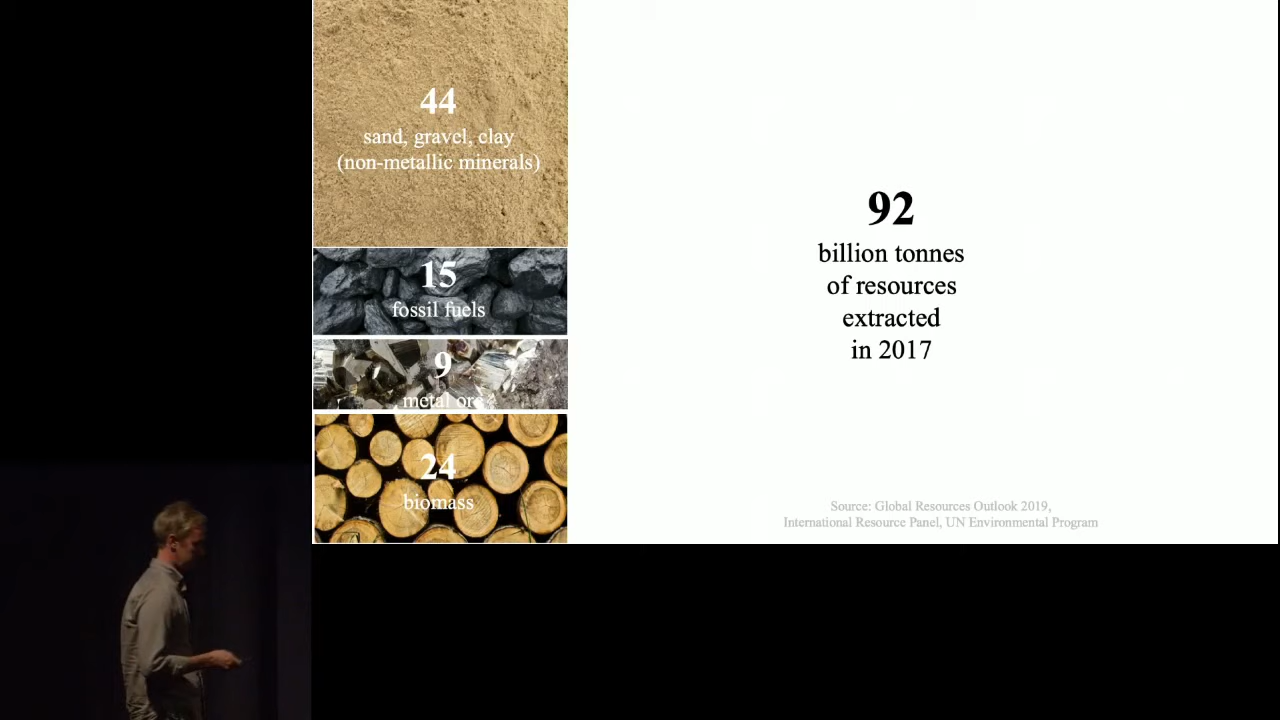 44
sand, gravel, clay
(non-metallic minerals)
15
fossil fuels
9
metal ore
24
biomass
92
billion tonnes
of resources
extracted
in 2017
Source: Global Resources Outlook 2019,
International Resource Panel, UN Environmental Program